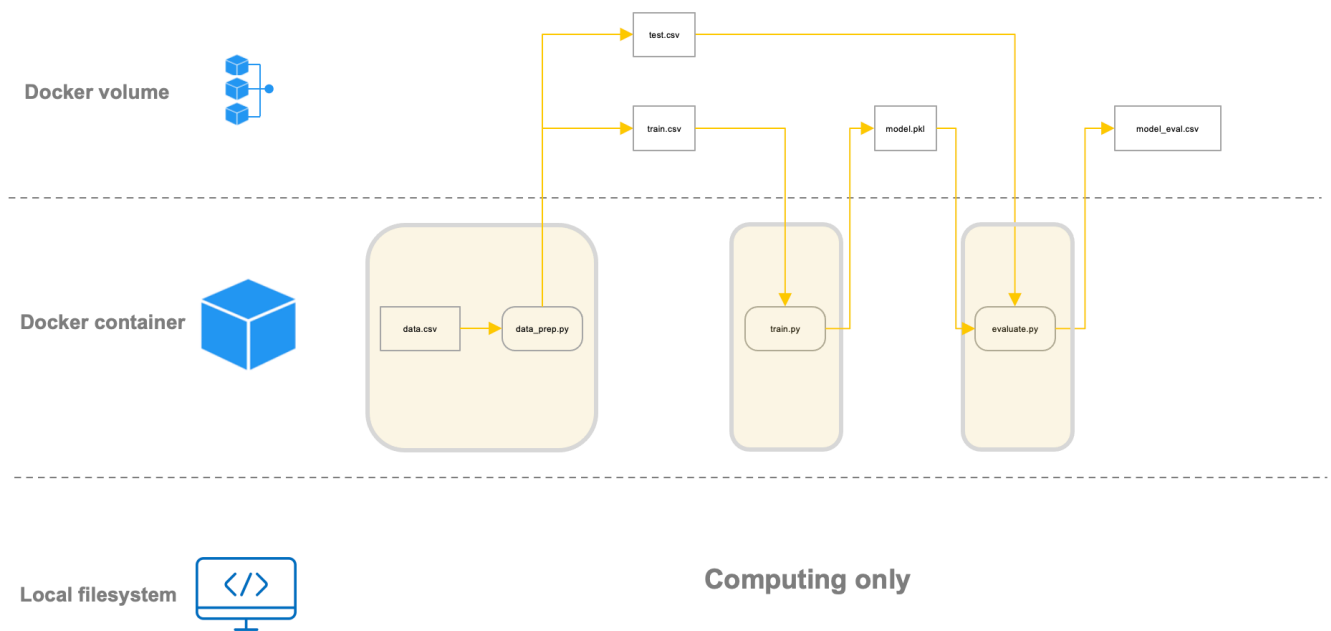 test.csv
Docker volume
train.csv
model.pkl
model_eval.csv
Docker container
data.csv
data_prep.py
train.py
evaluate.py
Computing only
Local filesystem